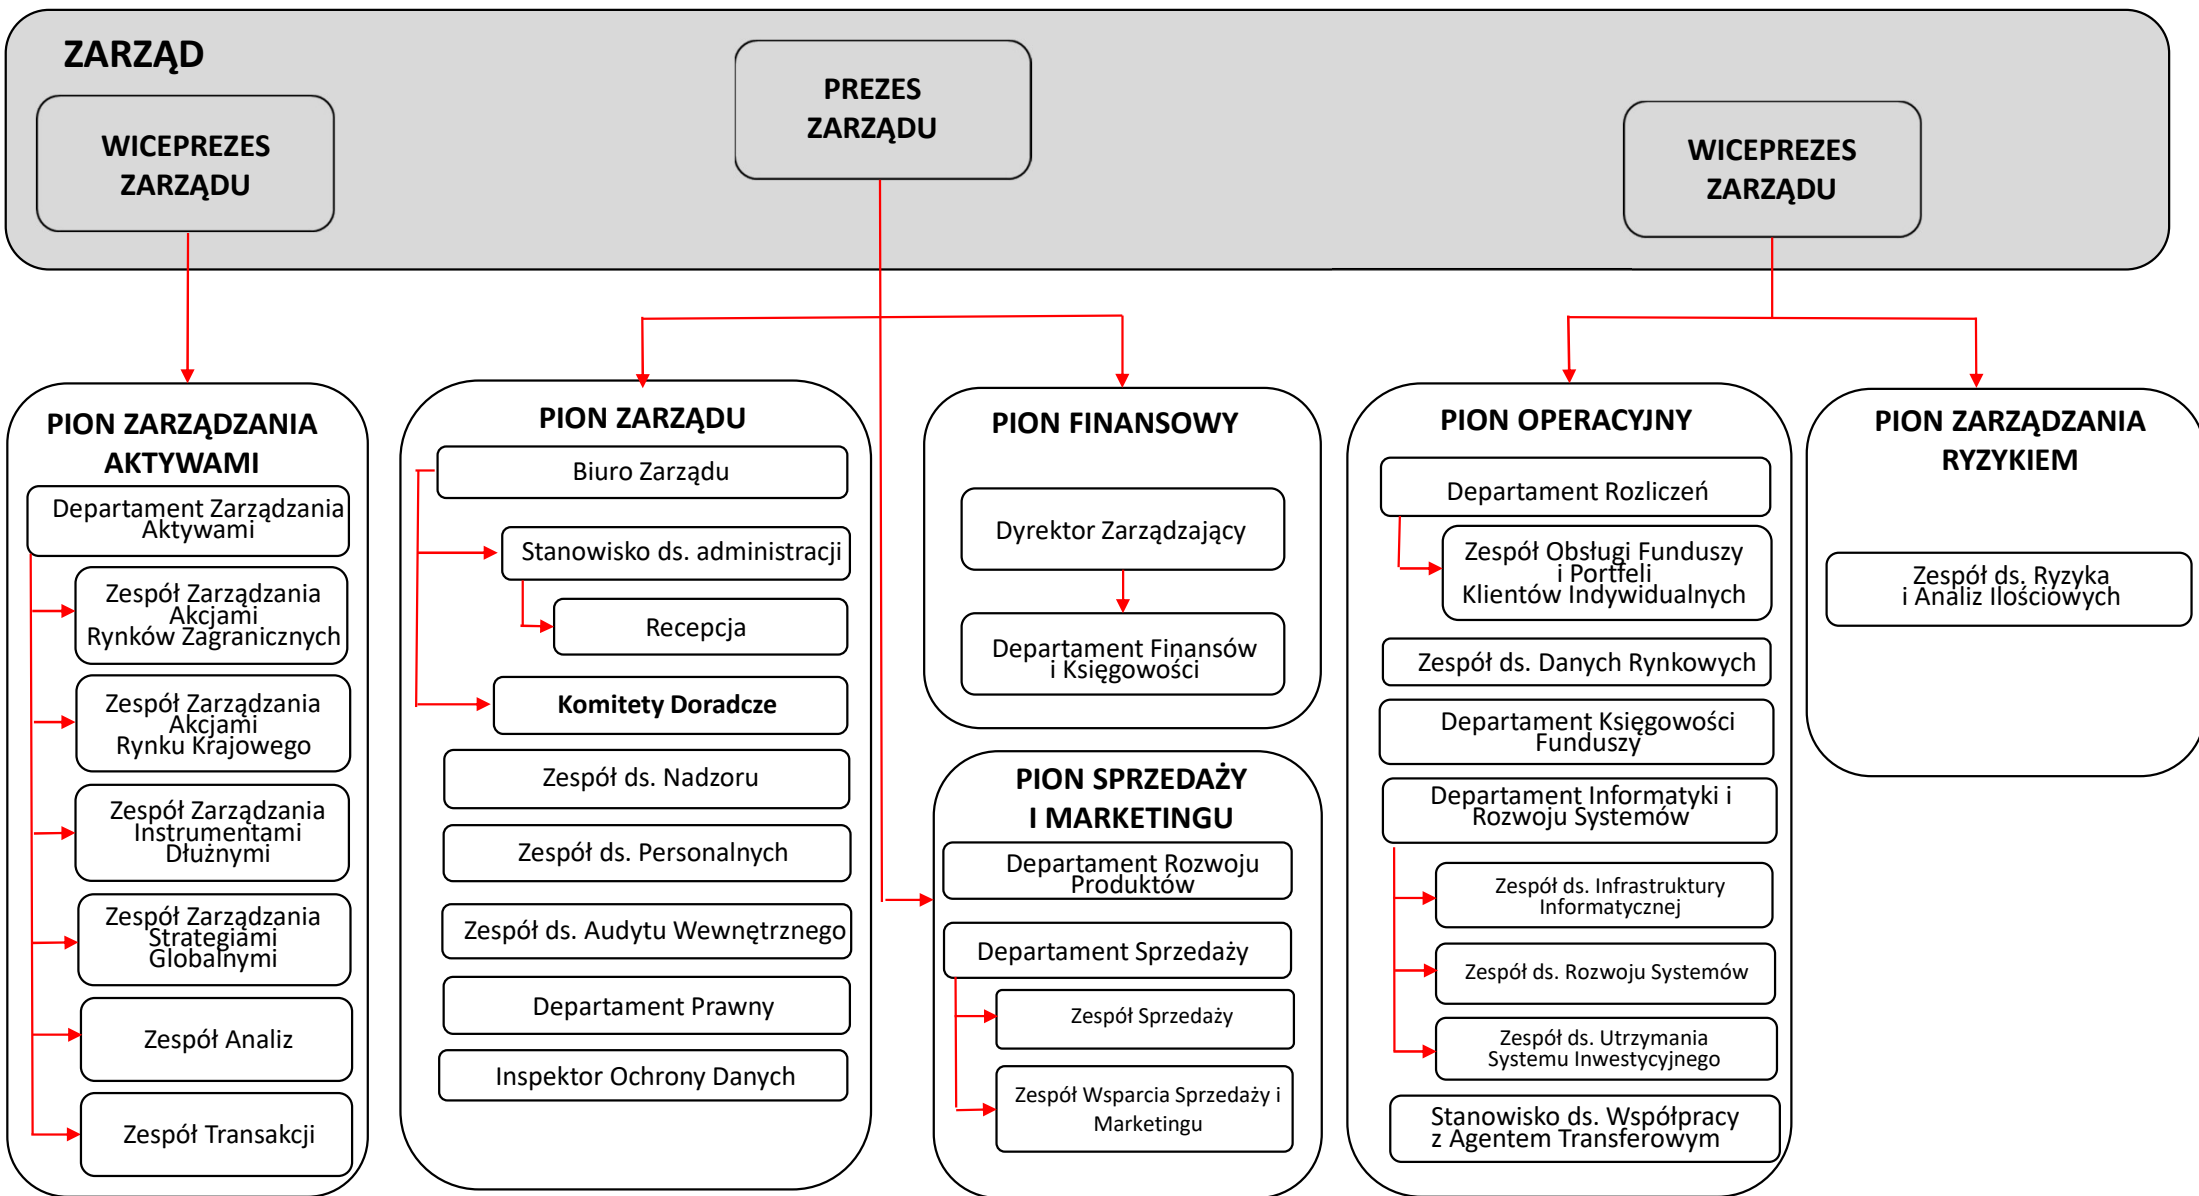 ZARZĄD
WICEPREZES
ZARZĄDU
PREZES
ZARZĄDU
WICEPREZES
ZARZĄDU
PION ZARZĄDZANIA
AKTYWAMI
Departament Zarządzania
Aktywami
Zespół Zarządzania
Akcjami
Rynków Zagranicznych
Zespół Zarządzania
Akcjami
Rynku Krajowego
Zespół Zarządzania
Instrumentami
Dłużnymi
Zespół Zarządzania
Strategiami
Globalnymi
Zespół Analiz
Zespół Transakcji
PION ZARZĄDU
Biuro Zarządu
Stanowisko ds. administracji
Recepcja
Komitety Doradcze
Zespół ds. Nadzoru
Zespół ds. Personalnych
Zespół ds. Audytu Wewnętrznego
Departament Prawny
Inspektor Ochrony Danych
PION FINANSOWY
Dyrektor Zarządzający
Departament Finansów
i Księgowości
PION SPRZEDAŻY
I MARKETINGU
Departament Rozwoju
Produktów
Departament Sprzedaży
Zespół Sprzedaży
Zespół Wsparcia Sprzedaży i
Marketingu
PION OPERACYJNY
Departament Rozliczeń
Zespół Obsługi Funduszy
i Portfeli
Klientów Indywidualnych
Zespół ds. Danych Rynkowych
Departament Księgowości
Funduszy
Departament Informatyki i
Rozwoju Systemów
Zespół ds. Infrastruktury
Informatycznej
Zespół ds. Rozwoju Systemów
Zespół ds. Utrzymania
Systemu Inwestycyjnego
Stanowisko ds. Współpracy
z Agentem Transferowym
PION ZARZĄDZANIA
RYZYKIEM
Zespół ds. Ryzyka
i Analiz Ilościowych